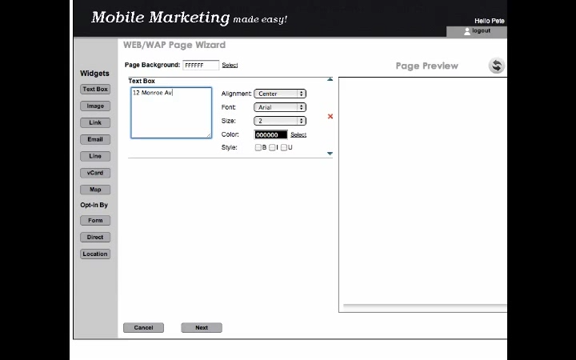 Mobile Marketing made easy!
Hello Pete
logout
WEB/WAP Page Wizard
Page Background: FFFFFF Select
Page Preview
Widgets
Text Box
Image
Link
Email
Line
vCard
Map
Opt-in By
Form
Direct
Location
Text Box
12 Monroe Av
Alignment: Center
Font: Arial
Size: 2
Color: 000000 Select
Style: B I U
Cancel
Next